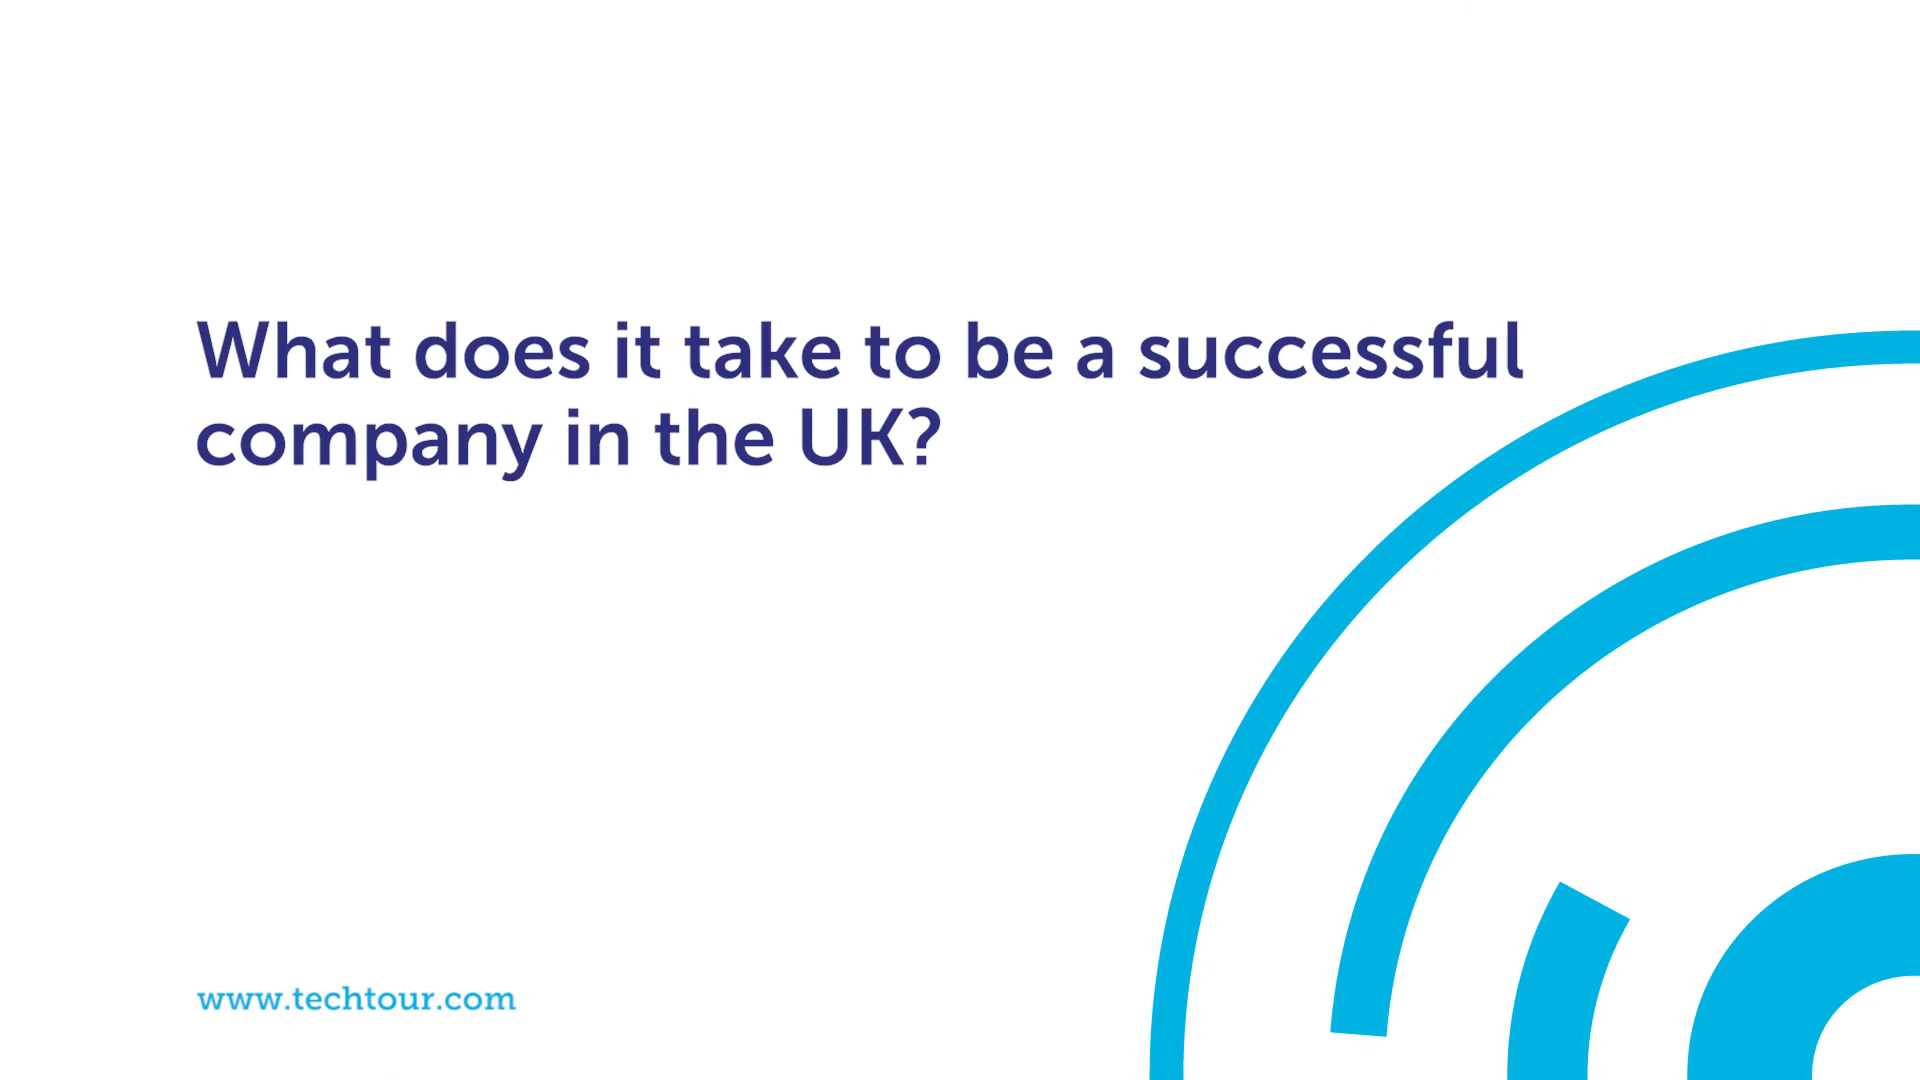 What does it take to be a successful
company in the UK?
www.techtour.com